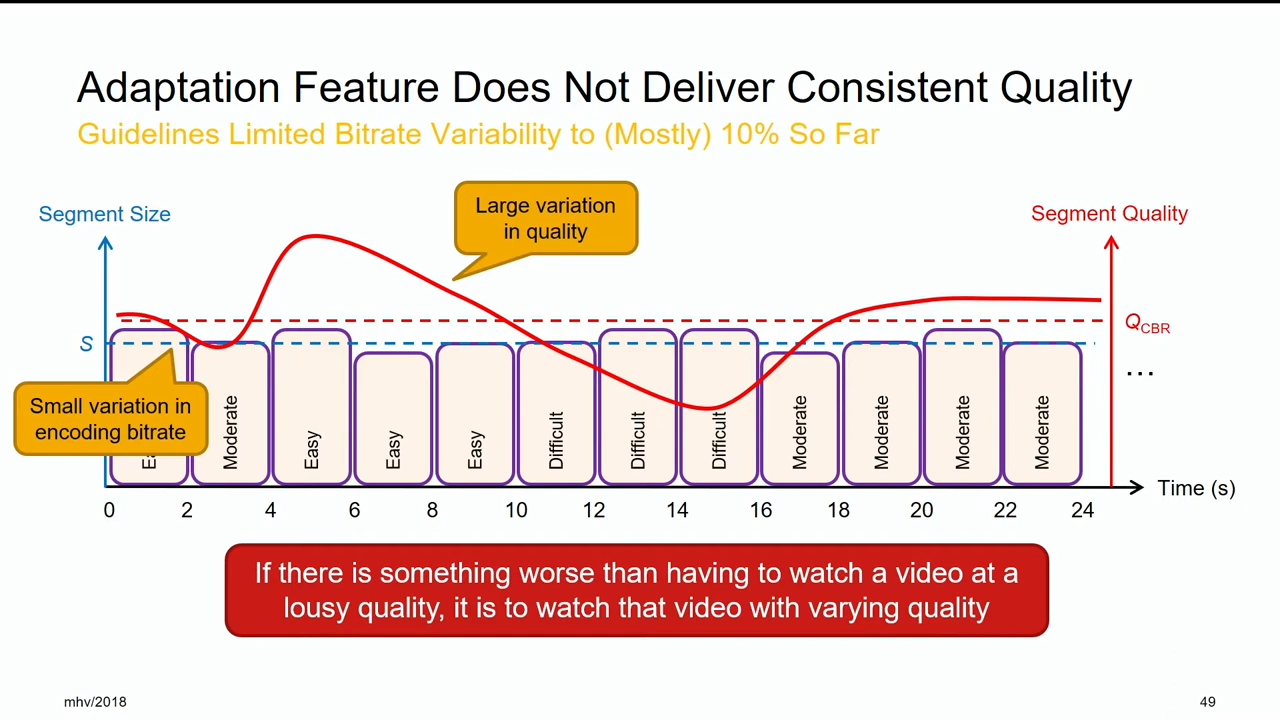 Adaptation Feature Does Not Deliver Consistent Quality
Guidelines Limited Bitrate Variability to (Mostly) 10% So Far
Large variation
in quality
Segment Size
Segment Quality
S
QCBR
...
Small variation in
encoding bitrate
Moderate
Easy
Easy
Easy
Difficult
Difficult
Difficult
Moderate
Moderate
Moderate
Moderate
Time (s)
0 2 4 6 8 10 12 14 16 18 20 22 24
If there is something worse than having to watch a video at a
lousy quality, it is to watch that video with varying quality
mhv/2018
49